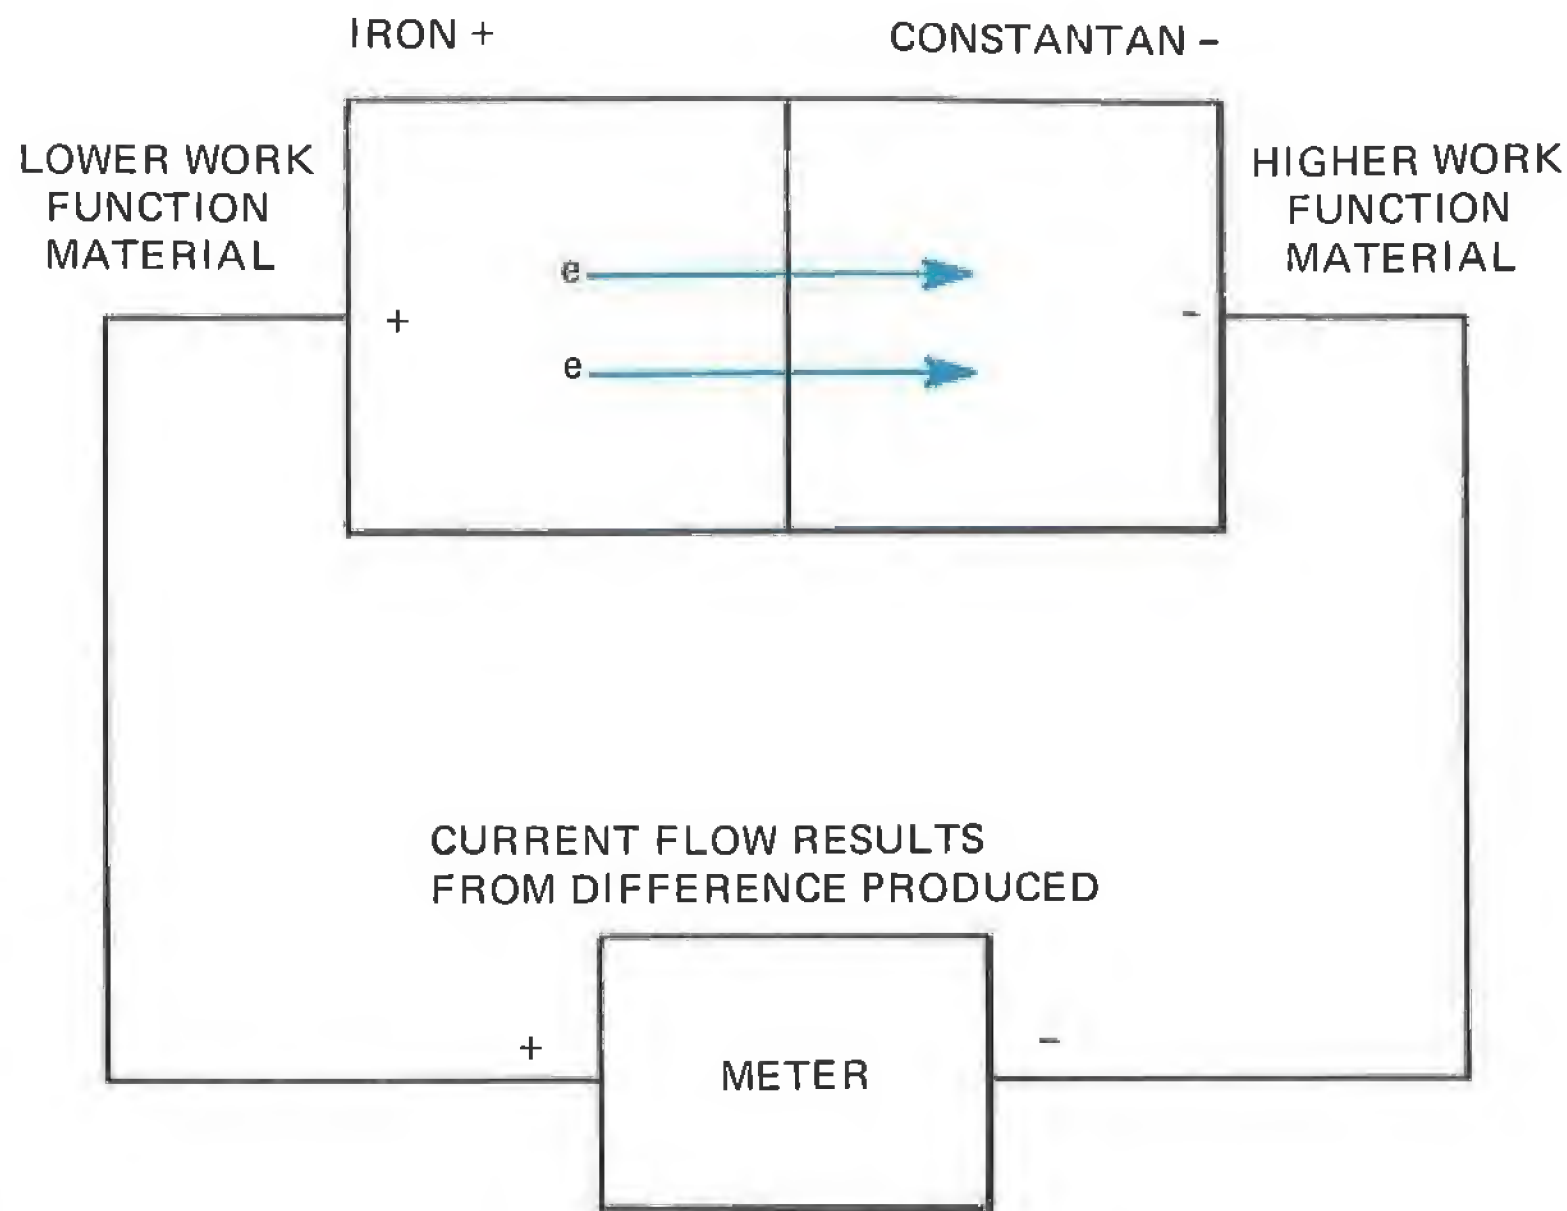 IRON +
CONSTANTAN –
LOWER WORK
FUNCTION
MATERIAL
HIGHER WORK
FUNCTION
MATERIAL
e
+
-
e
CURRENT FLOW RESULTS
FROM DIFFERENCE PRODUCED
+
–
METER